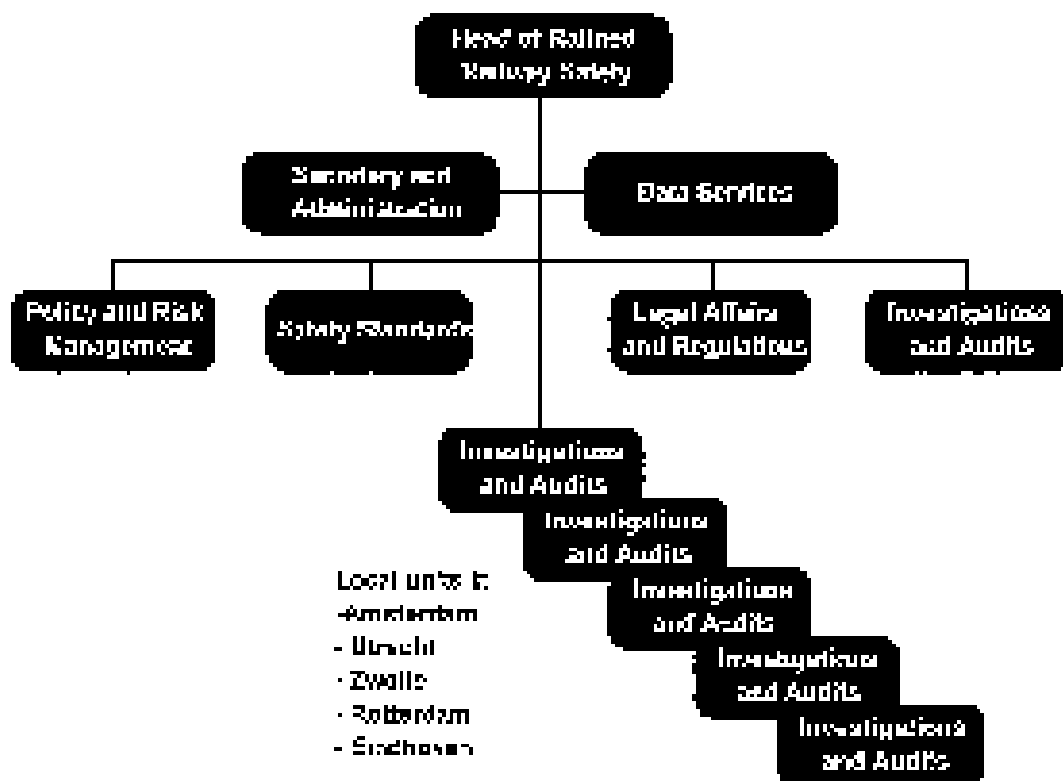 Head of Railned
Railway Safety
Secretary and
Administration
Data Services
Policy and Risk
Management
Safety Standards
Legal Affairs
and Regulations
Investigations
and Audits
Investigations
and Audits
Investigations
and Audits
Investigations
and Audits
Investigations
and Audits
Investigations
and Audits
Local units in
-Amsterdam
- Utrecht
- Zwolle
- Rotterdam
- Eindhoven